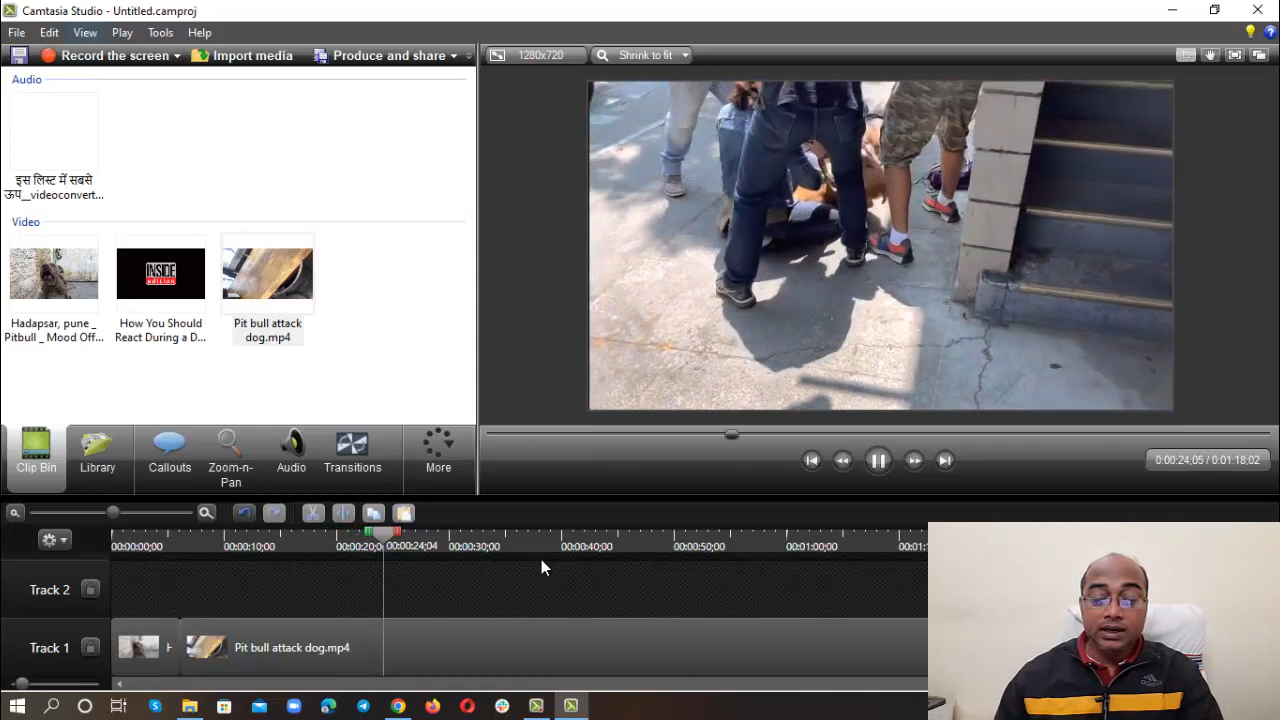 Camtasia Studio - Untitled.camproj
File Edit View Play Tools Help
Record the screen Import media Produce and share
1280x720 Shrink to fit
Audio
इस लिस्ट में सबसे
ऊप__videoconvert...
Video
INSIDE
edition
Hadapsar, pune _
Pitbull _ Mood Off...
How You Should
React During a D...
Pit bull attack
dog.mp4
Clip Bin Library Callouts Zoom-n-
Pan Audio Transitions More
0:00:24,05 / 0:01:18,02
00:00:00;00 00:00:10;00 00:00:20;0 00:00:24;04 00:00:30;00 00:00:40;00 00:00:50;00 00:01:00;00 00:01:1
Track 2
Track 1 H Pit bull attack dog.mp4